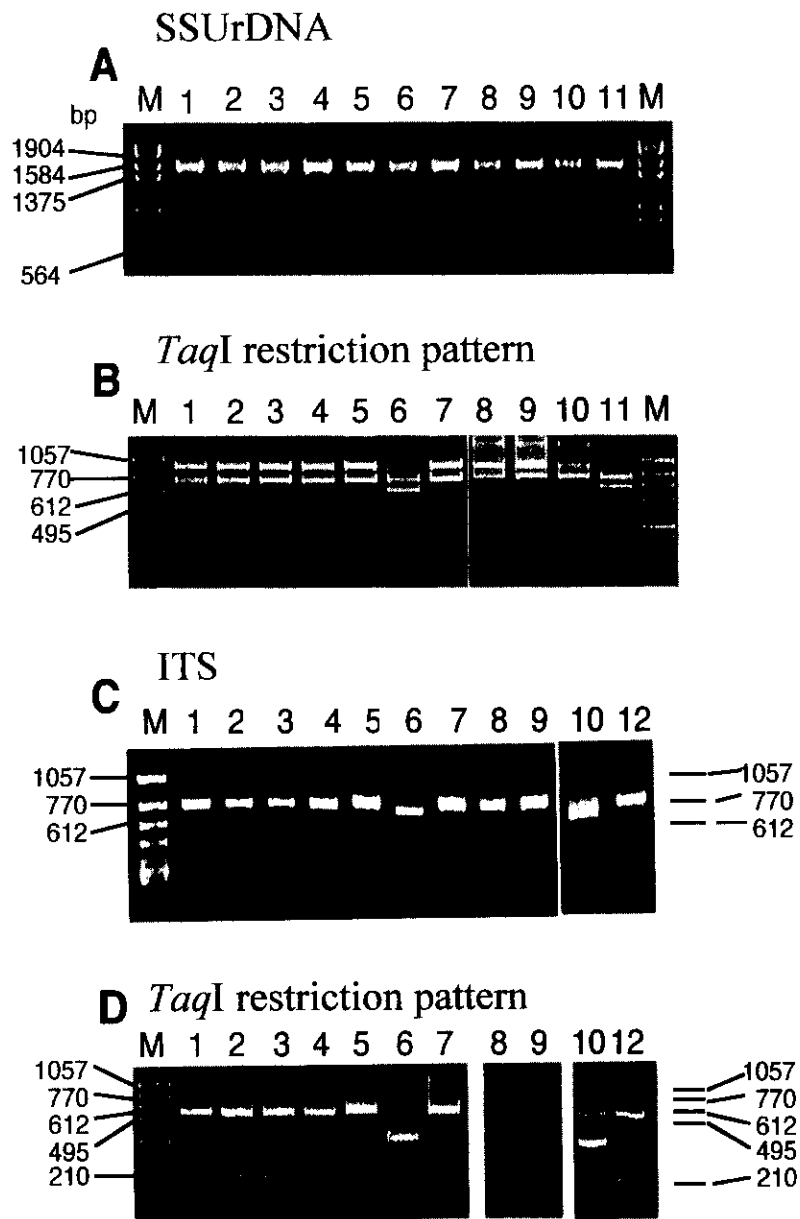 SSUrDNA
A
M 1 2 3 4 5 6 7 8 9 10 11 M
bp
1904
1584
1375
564
TaqI restriction pattern
B
M 1 2 3 4 5 6 7 8 9 10 11 M
1057
770
612
495
ITS
C
M 1 2 3 4 5 6 7 8 9 10 12
1057 1057
770 770
612 612
D TaqI restriction pattern
M 1 2 3 4 5 6 7 8 9 10 12
1057 1057
770 770
612 612
495 495
210 210